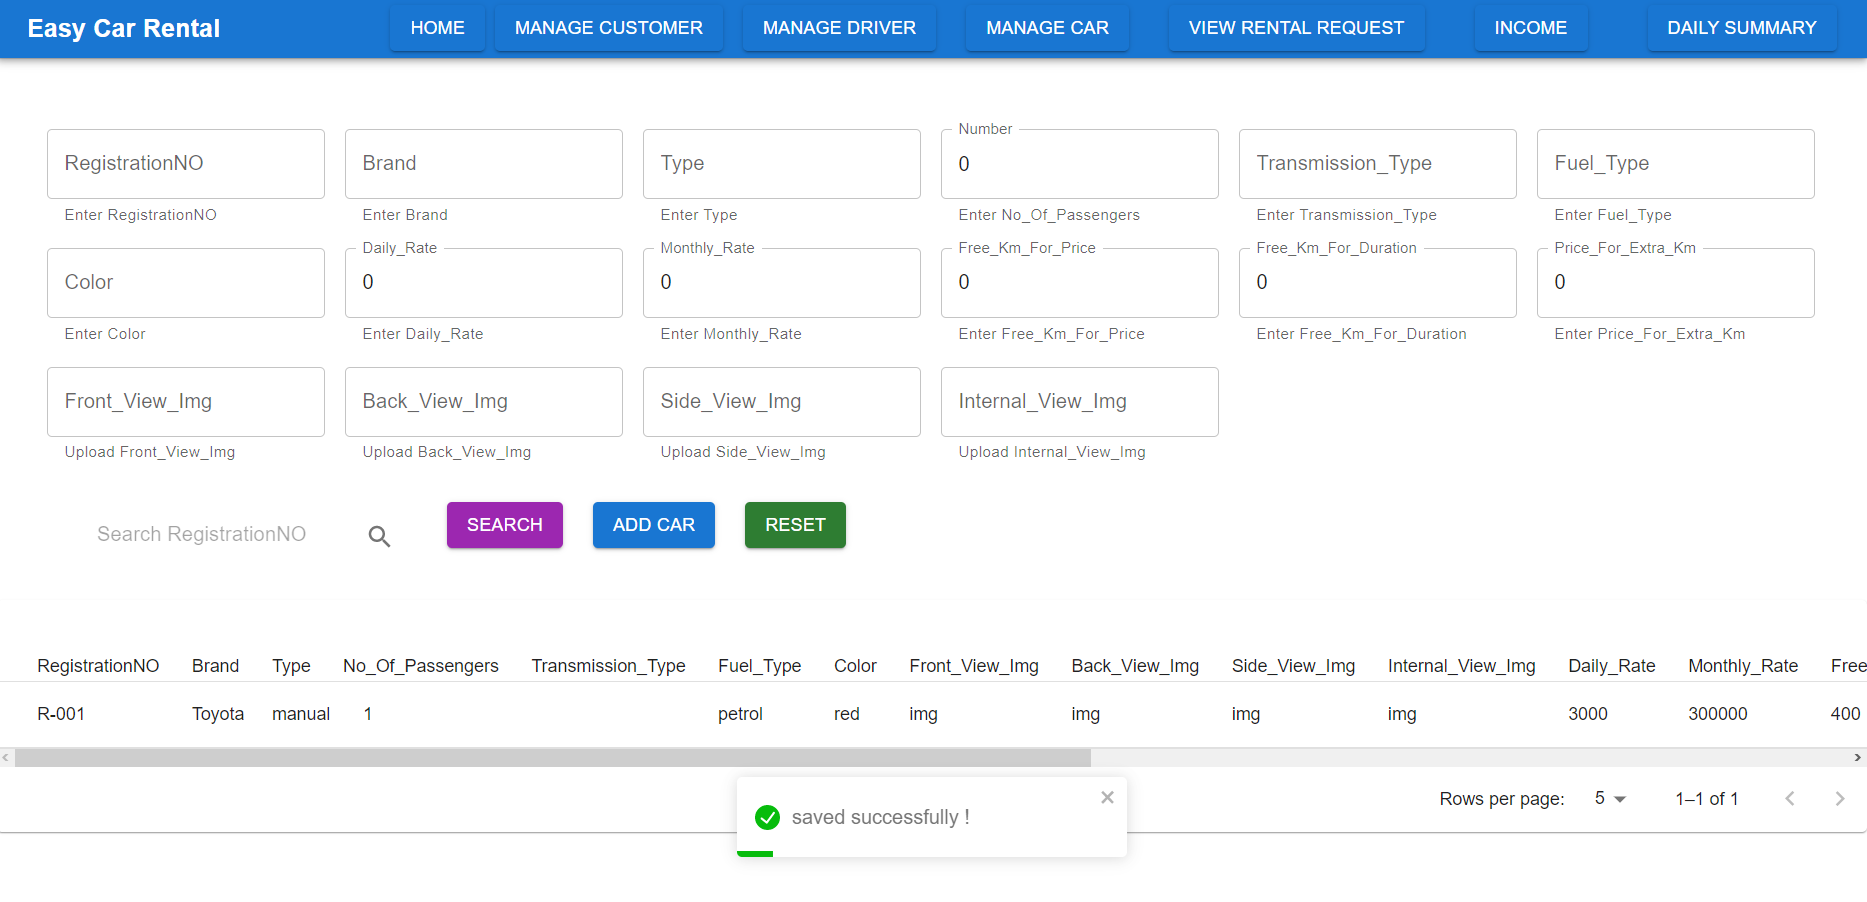 Easy Car Rental HOME MANAGE CUSTOMER MANAGE DRIVER MANAGE CAR VIEW RENTAL REQUEST INCOME DAILY SUMMARY
Number
RegistrationNO Brand Type 0 Transmission_Type Fuel_Type
Enter RegistrationNO Enter Brand Enter Type Enter No_Of_Passengers Enter Transmission_Type Enter Fuel_Type
Daily_Rate Monthly_Rate Free_Km_For_Price Free_Km_For_Duration Price_For_Extra_Km
Color 0 0 0 0 0
Enter Color Enter Daily_Rate Enter Monthly_Rate Enter Free_Km_For_Price Enter Free_Km_For_Duration Enter Price_For_Extra_Km
Front_View_Img Back_View_Img Side_View_Img Internal_View_Img
Upload Front_View_Img Upload Back_View_Img Upload Side_View_Img Upload Internal_View_Img
Search RegistrationNO SEARCH ADD CAR RESET
RegistrationNO Brand Type No_Of_Passengers Transmission_Type Fuel_Type Color Front_View_Img Back_View_Img Side_View_Img Internal_View_Img Daily_Rate Monthly_Rate Free
R-001 Toyota manual 1 petrol red img img img img 3000 300000 400
Rows per page: 5 1–1 of 1
saved successfully !